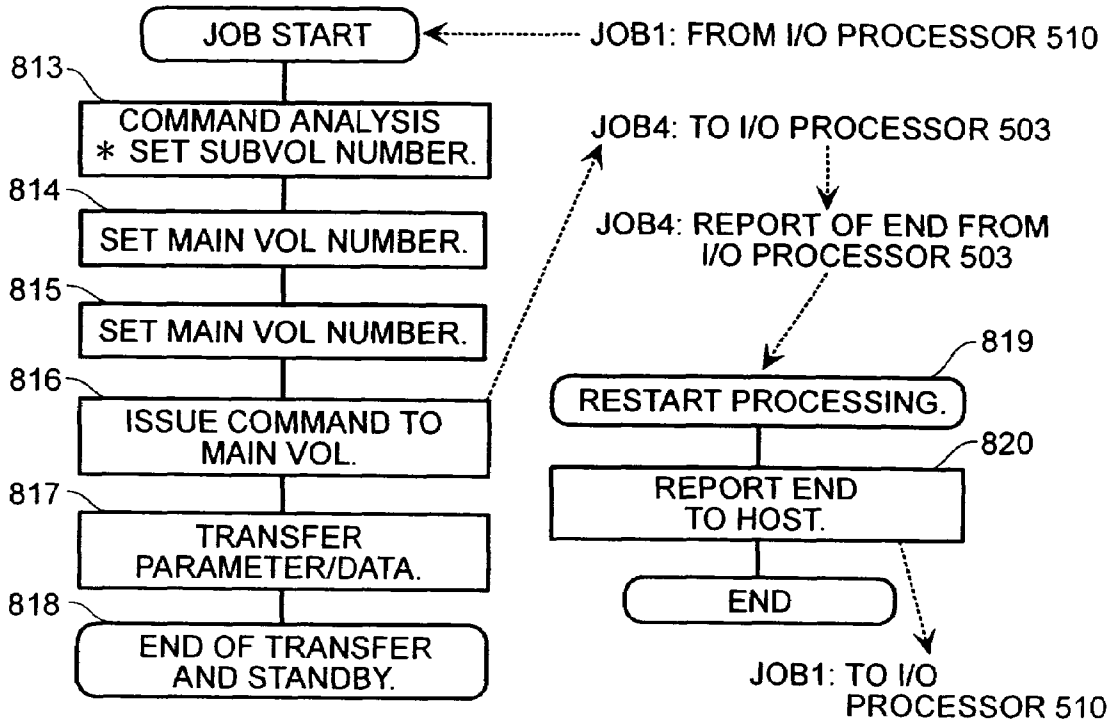 JOB START
JOB1: FROM I/O PROCESSOR 510
813
COMMAND ANALYSIS
* SET SUBVOL NUMBER.
814
SET MAIN VOL NUMBER.
815
SET MAIN VOL NUMBER.
816
ISSUE COMMAND TO
MAIN VOL.
817
TRANSFER
PARAMETER/DATA.
818
END OF TRANSFER
AND STANDBY.
JOB4: TO I/O PROCESSOR 503
JOB4: REPORT OF END FROM
I/O PROCESSOR 503
819
RESTART PROCESSING.
820
REPORT END
TO HOST.
END
JOB1: TO I/O
PROCESSOR 510